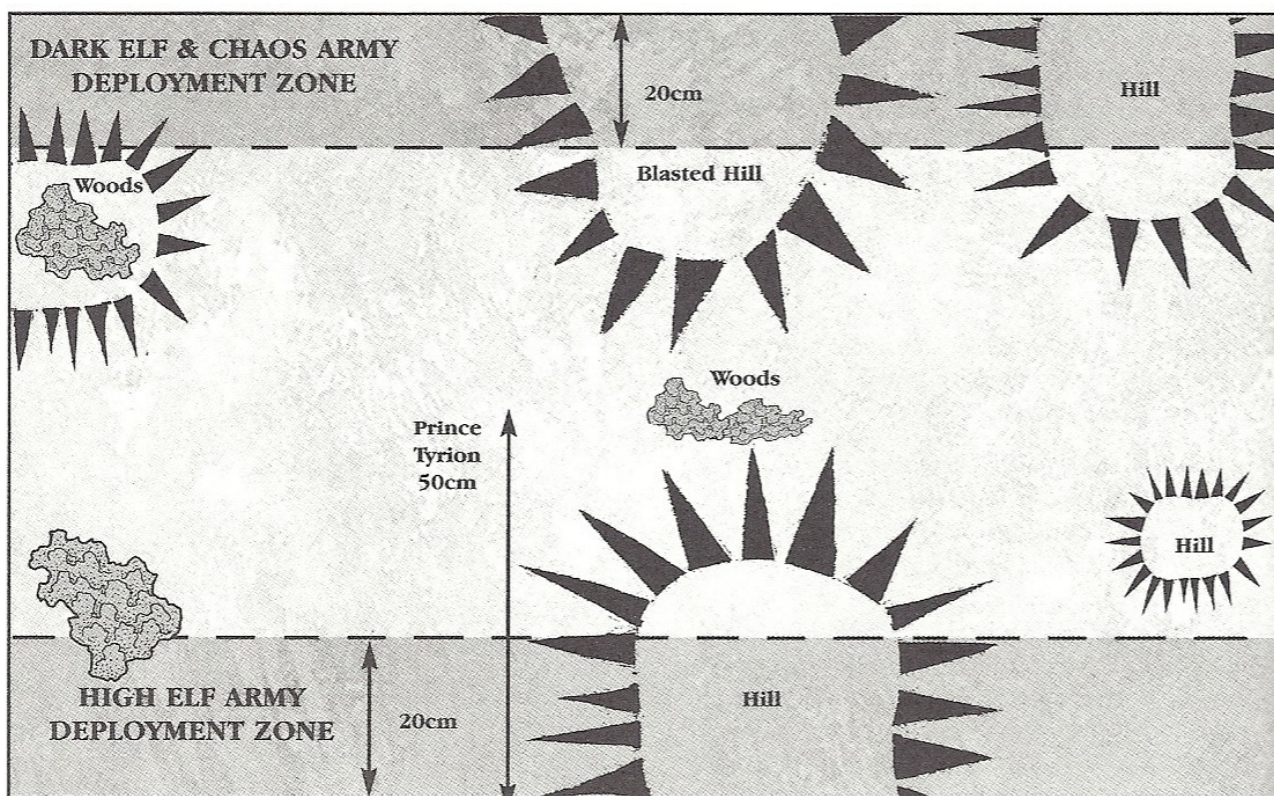 DARK ELF & CHAOS ARMY
DEPLOYMENT ZONE
20cm
Hill
Blasted Hill
Woods
Woods
Prince
Tyrion
50cm
Hill
HIGH ELF ARMY
DEPLOYMENT ZONE
20cm
Hill